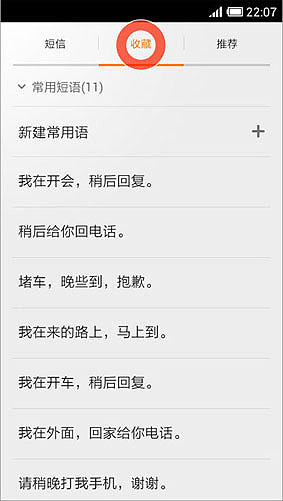 22:07
短信
收藏
推荐
常用短语(11)
新建常用语
我在开会，稍后回复。
稍后给你回电话。
堵车，晚些到，抱歉。
我在来的路上，马上到。
我在开车，稍后回复。
我在外面，回家给你电话。
请稍晚打我手机，谢谢。